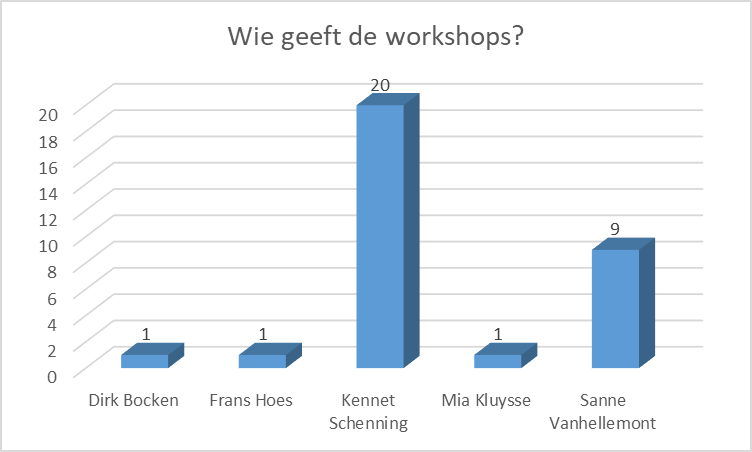 Wie geeft de workshops?
20
18
16
14
12
10
8
6
4
2
0
1
1
20
1
9
Dirk Bocken
Frans Hoes
Kennet
Schenning
Mia Kluysse
Sanne
Vanhellemont